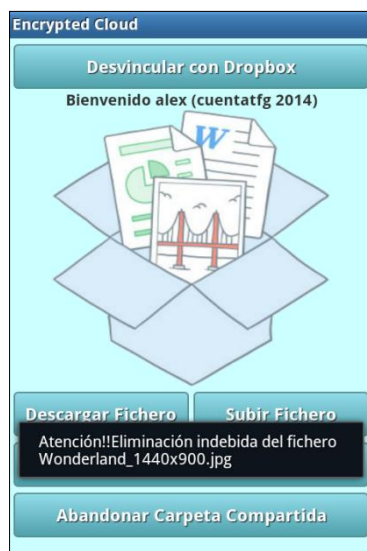 Encrypted Cloud
Desvincular con Dropbox
Bienvenido alex (cuentatfg 2014)
W
Descargar Fichero
Subir Fichero
Atención!!Eliminación indebida del fichero
Wonderland_1440x900.jpg
Abandonar Carpeta Compartida